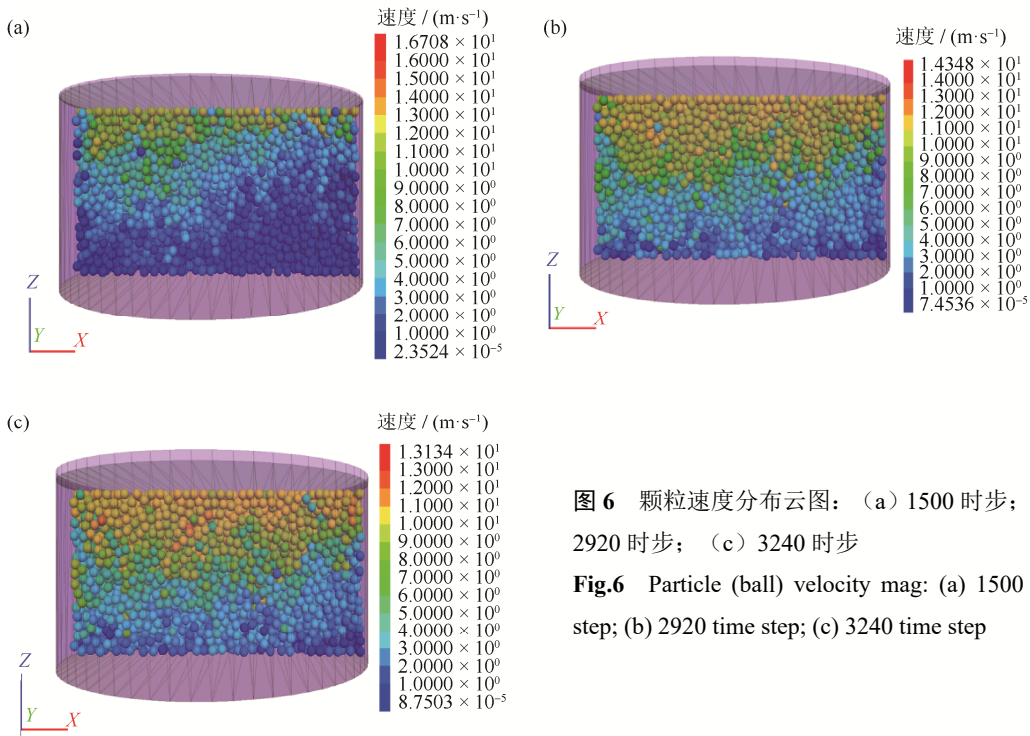 (a)
速度 / (m·s⁻¹)
1.6708 × 10¹
1.6000 × 10¹
1.5000 × 10¹
1.4000 × 10¹
1.3000 × 10¹
1.2000 × 10¹
1.1000 × 10¹
1.0000 × 10¹
9.0000 × 10⁰
8.0000 × 10⁰
7.0000 × 10⁰
6.0000 × 10⁰
5.0000 × 10⁰
4.0000 × 10⁰
3.0000 × 10⁰
2.0000 × 10⁰
1.0000 × 10⁰
2.3524 × 10⁻⁵
Z
Y
X
(b)
速度 / (m·s⁻¹)
1.4348 × 10¹
1.4000 × 10¹
1.3000 × 10¹
1.2000 × 10¹
1.1000 × 10¹
1.0000 × 10¹
9.0000 × 10⁰
8.0000 × 10⁰
7.0000 × 10⁰
6.0000 × 10⁰
5.0000 × 10⁰
4.0000 × 10⁰
3.0000 × 10⁰
2.0000 × 10⁰
1.0000 × 10⁰
7.4536 × 10⁻⁵
Z
Y
X
(c)
速度 / (m·s⁻¹)
1.3134 × 10¹
1.3000 × 10¹
1.2000 × 10¹
1.1000 × 10¹
1.0000 × 10¹
9.0000 × 10⁰
8.0000 × 10⁰
7.0000 × 10⁰
6.0000 × 10⁰
5.0000 × 10⁰
4.0000 × 10⁰
3.0000 × 10⁰
2.0000 × 10⁰
1.0000 × 10⁰
8.7503 × 10⁻⁵
Z
Y
X
图 6 颗粒速度分布云图：（a）1500 时步；
2920 时步；（c）3240 时步
Fig.6 Particle (ball) velocity mag: (a) 1500
step; (b) 2920 time step; (c) 3240 time step